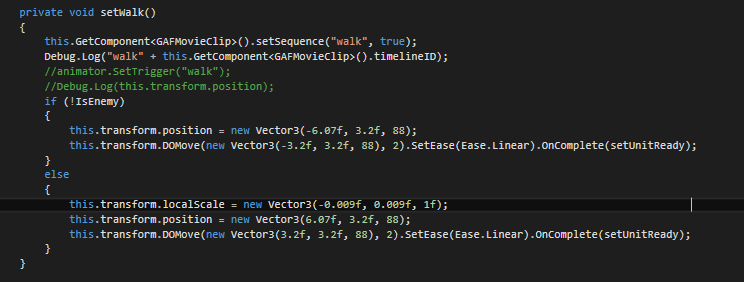 private void setWalk()
{
this.GetComponent<GAFMovieClip>().setSequence("walk", true);
Debug.Log("walk" + this.GetComponent<GAFMovieClip>().timelineID);
//animator.SetTrigger("walk");
//Debug.Log(this.transform.position);
if (!IsEnemy)
{
this.transform.position = new Vector3(-6.07f, 3.2f, 88);
this.transform.DOMove(new Vector3(-3.2f, 3.2f, 88), 2).SetEase(Ease.Linear).OnComplete(setUnitReady);
}
else
{
this.transform.localScale = new Vector3(-0.009f, 0.009f, 1f);
this.transform.position = new Vector3(6.07f, 3.2f, 88);
this.transform.DOMove(new Vector3(3.2f, 3.2f, 88), 2).SetEase(Ease.Linear).OnComplete(setUnitReady);
}
}